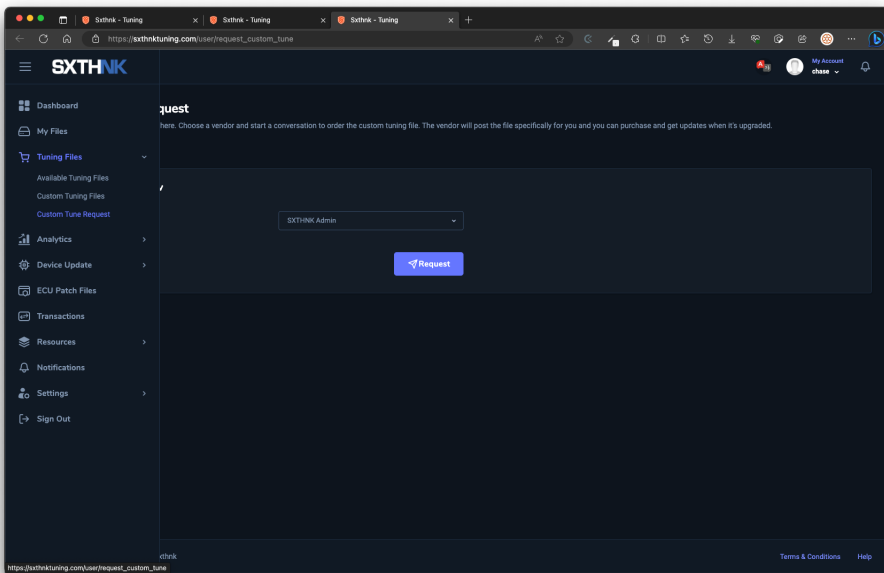 Sxthnk - Tuning
Sxthnk - Tuning
Sxthnk - Tuning
https://sxthnktuning.com/user/request_custom_tune
SXTHNK
My Account
chase
Dashboard
My Files
Tuning Files
Available Tuning Files
Custom Tuning Files
Custom Tune Request
Analytics
Device Update
ECU Patch Files
Transactions
Resources
Notifications
Settings
Sign Out
quest
here. Choose a vendor and start a conversation to order the custom tuning file. The vendor will post the file specifically for you and you can purchase and get updates when it's upgraded.
SXTHNK Admin
Request
xthnk
Terms & Conditions
Help
https://sxthnktuning.com/user/request_custom_tune